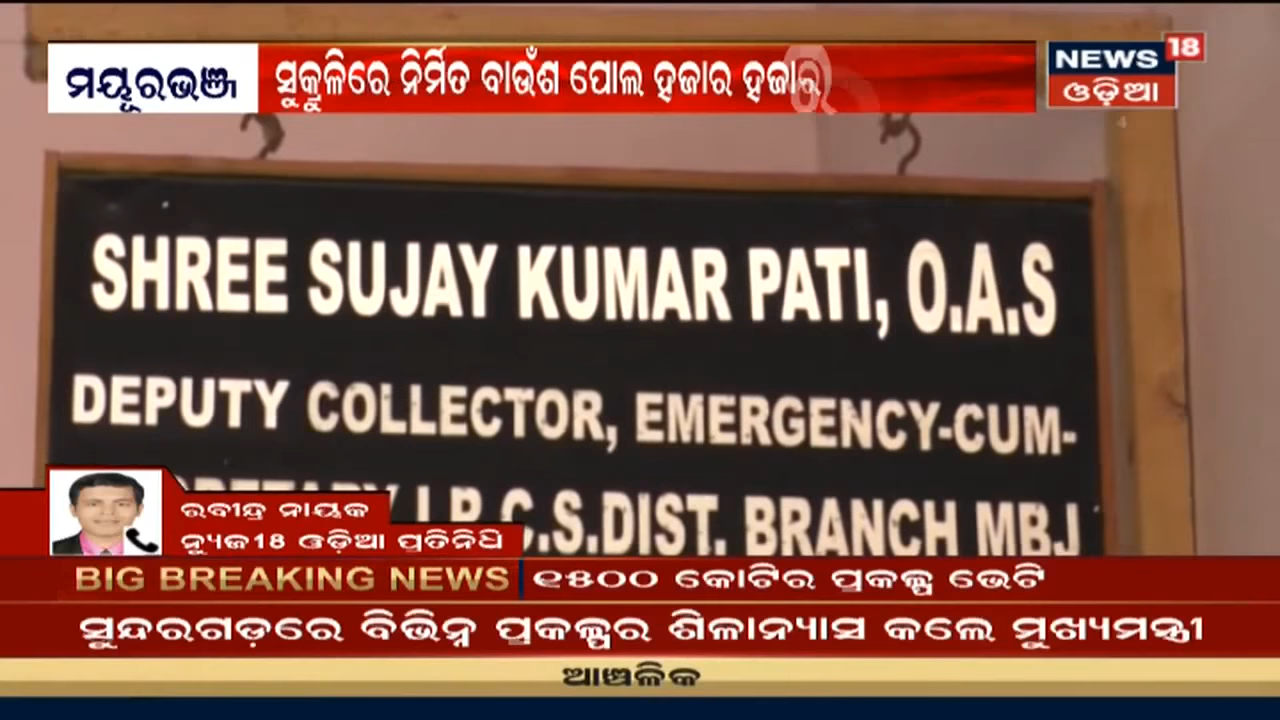 ମୟୂରଭଞ୍ଜ
ସୁକୁଳିରେ ନିର୍ମିତ ବାଉଁଶ ପୋଲ ହଜାର ହଜାର
NEWS 18
ଓଡ଼ିଆ
SHREE SUJAY KUMAR PATI, O.A.S
DEPUTY COLLECTOR, EMERGENCY-CUM-
C.S.DIST. BRANCH MBJ
ରବୀନ୍ଦ୍ର ନାୟକ
ନ୍ୟୁଜ18 ଓଡ଼ିଆ ପ୍ରତିନିଧି
BIG BREAKING NEWS ୧୫୦୦ କୋଟିର ପ୍ରକଳ୍ପ ଭେଟି
ସୁନ୍ଦରଗଡ଼ରେ ବିଭିନ୍ନ ପ୍ରକଳ୍ପର ଶିଳାନ୍ୟାସ କଲେ ମୁଖ୍ୟମନ୍ତ୍ରୀ
ଆଞ୍ଚଳିକ